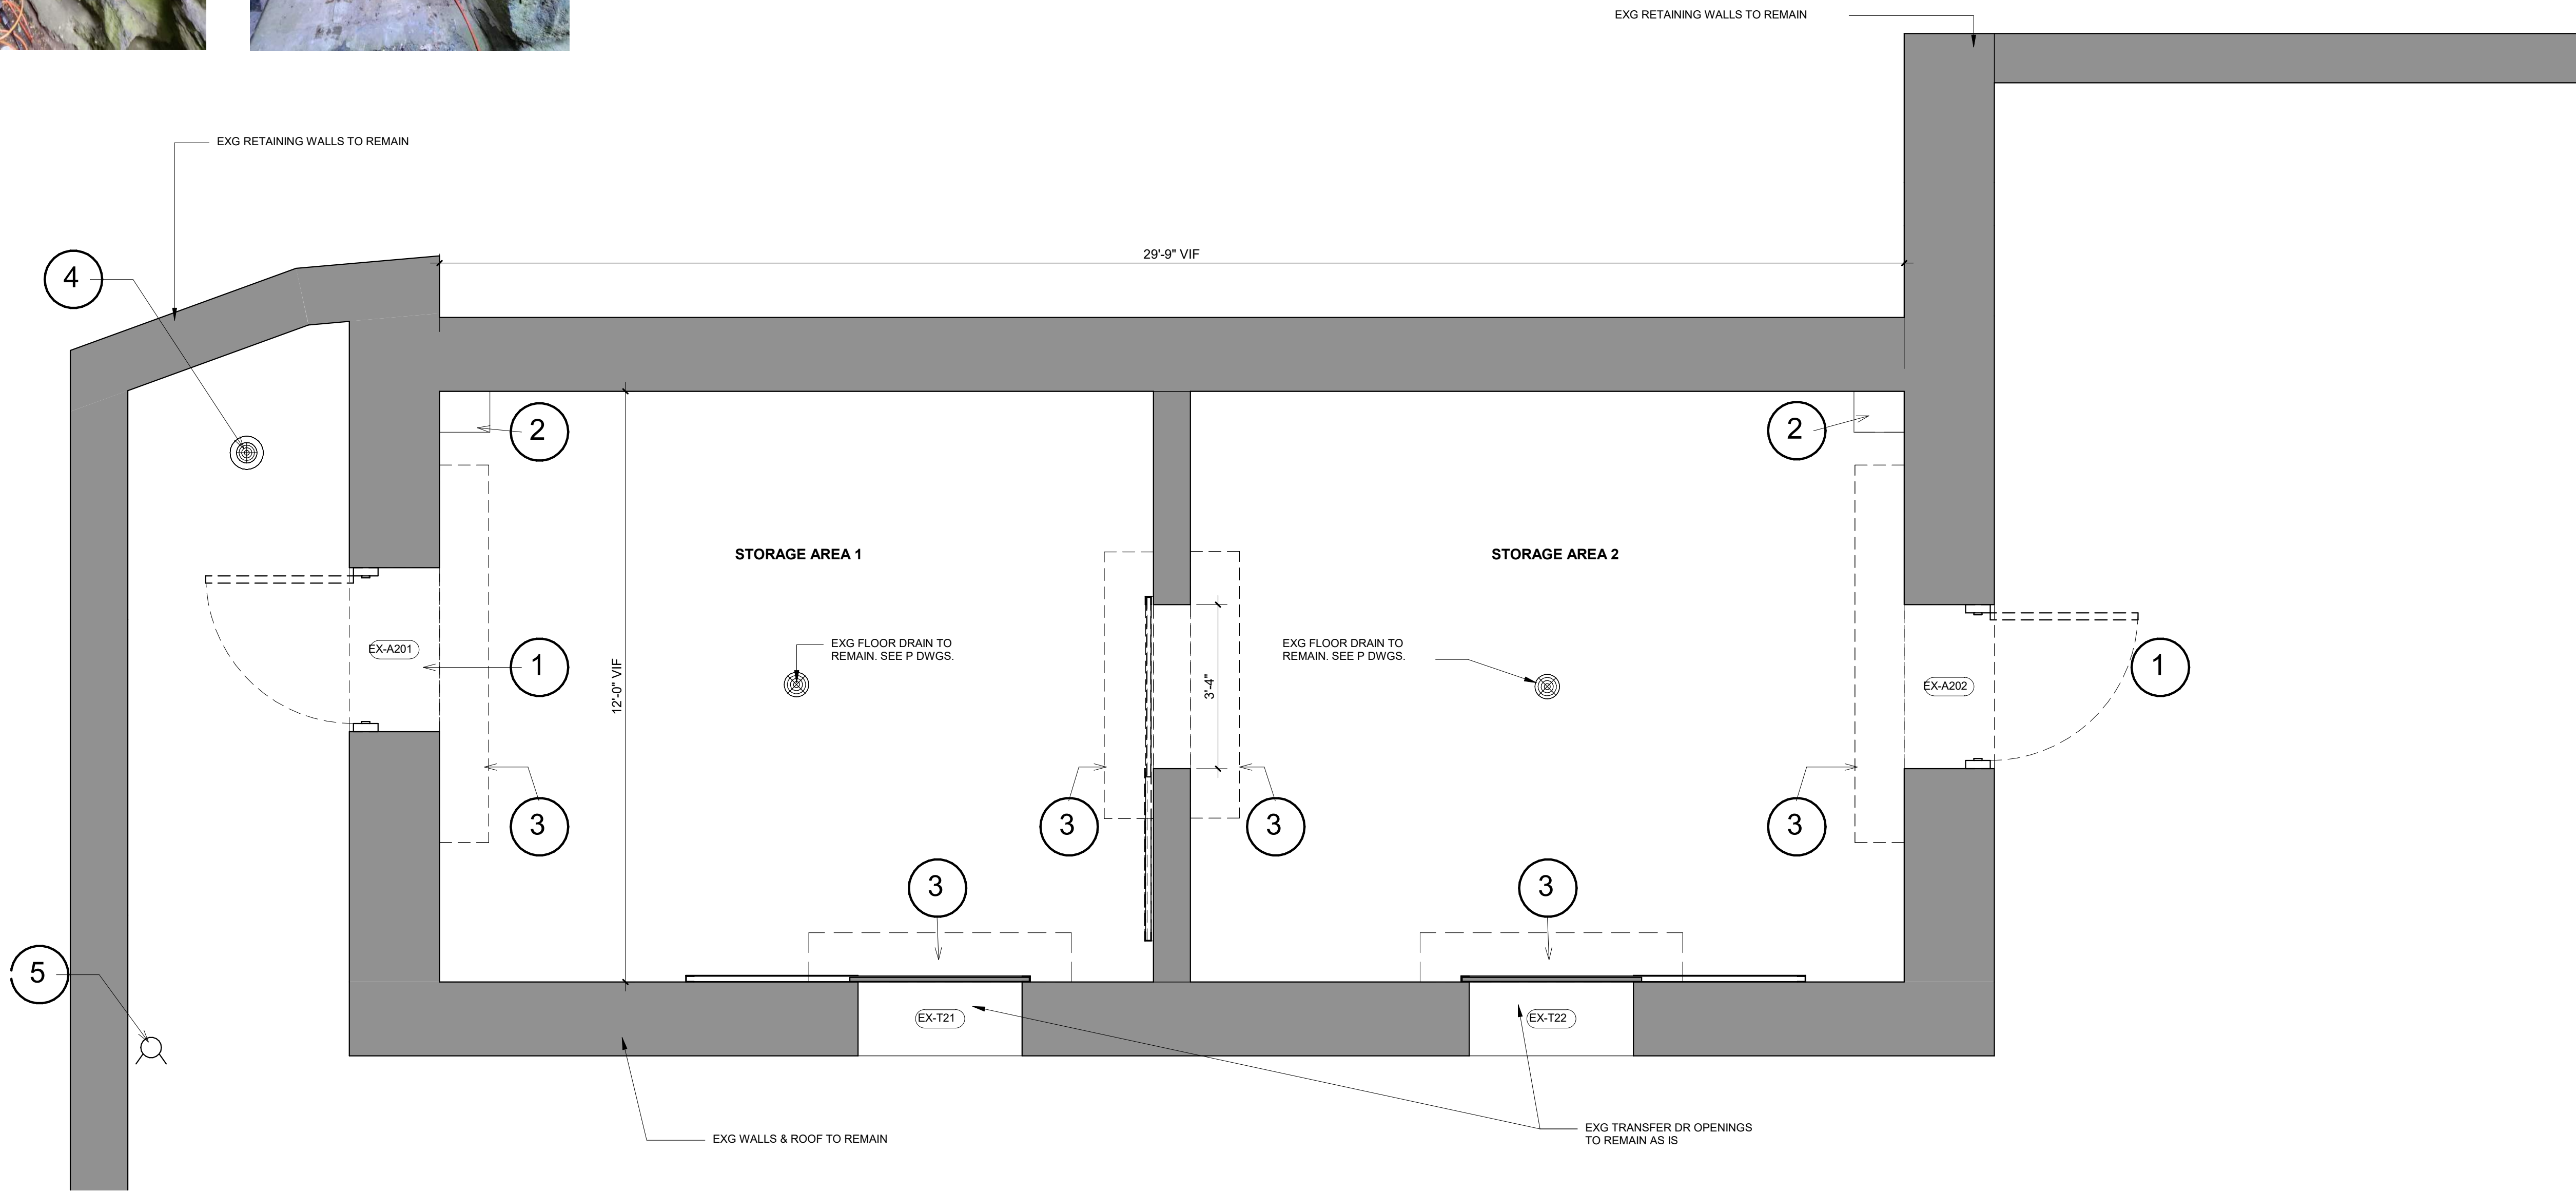 EXG RETAINING WALLS TO REMAIN
EXG RETAINING WALLS TO REMAIN
29'-9" VIF
4
2
2
STORAGE AREA 1
STORAGE AREA 2
EXG FLOOR DRAIN TO
REMAIN. SEE P DWGS.
EXG FLOOR DRAIN TO
REMAIN. SEE P DWGS.
EX-A201
1
12'-0" VIF
3'-4"
EX-A202
1
3
3
3
3
3
3
5
EX-T21
EX-T22
EXG WALLS & ROOF TO REMAIN
EXG TRANSFER DR OPENINGS
TO REMAIN AS IS